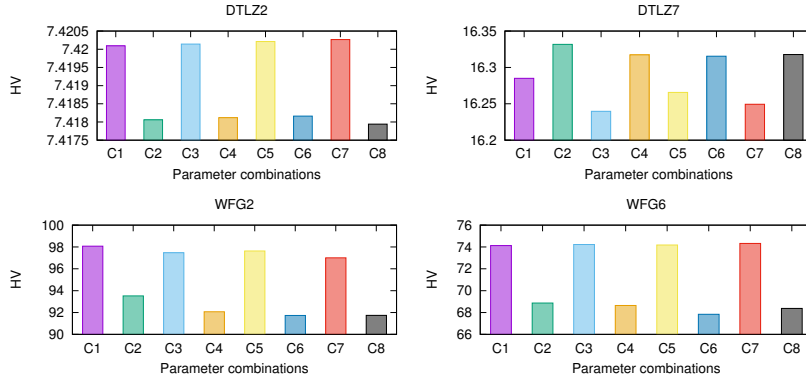 DTLZ2
7.4205
7.42
7.4195
7.419
7.4185
7.418
7.4175
HV
C1 C2 C3 C4 C5 C6 C7 C8
Parameter combinations
DTLZ7
16.35
16.3
16.25
16.2
HV
C1 C2 C3 C4 C5 C6 C7 C8
Parameter combinations
WFG2
100
98
96
94
92
90
HV
C1 C2 C3 C4 C5 C6 C7 C8
Parameter combinations
WFG6
76
74
72
70
68
66
HV
C1 C2 C3 C4 C5 C6 C7 C8
Parameter combinations